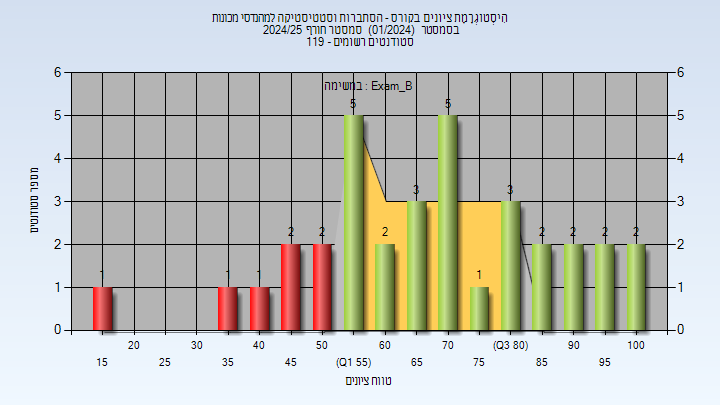 הִיסְטוֹגְרָמַת ציונים בקורס - הסתברות וסטטיסטיקה למהנדסי מכונות
בסמסטר (01/2024) סמסטר חורף 2024/25
סטודנטים רשומים - 119
במשימה : Exam_B
6 6
5 5
4 4
3 3
2 2
1 1
0 0
1 1 1 2 2 5 2 3 5 1 3 2 2 2 2
מספר סטודנטים
20 30 40 50 60 70 (Q3 80) 90 100
15 25 35 45 (Q1 55) 65 75 85 95
טווח ציונים